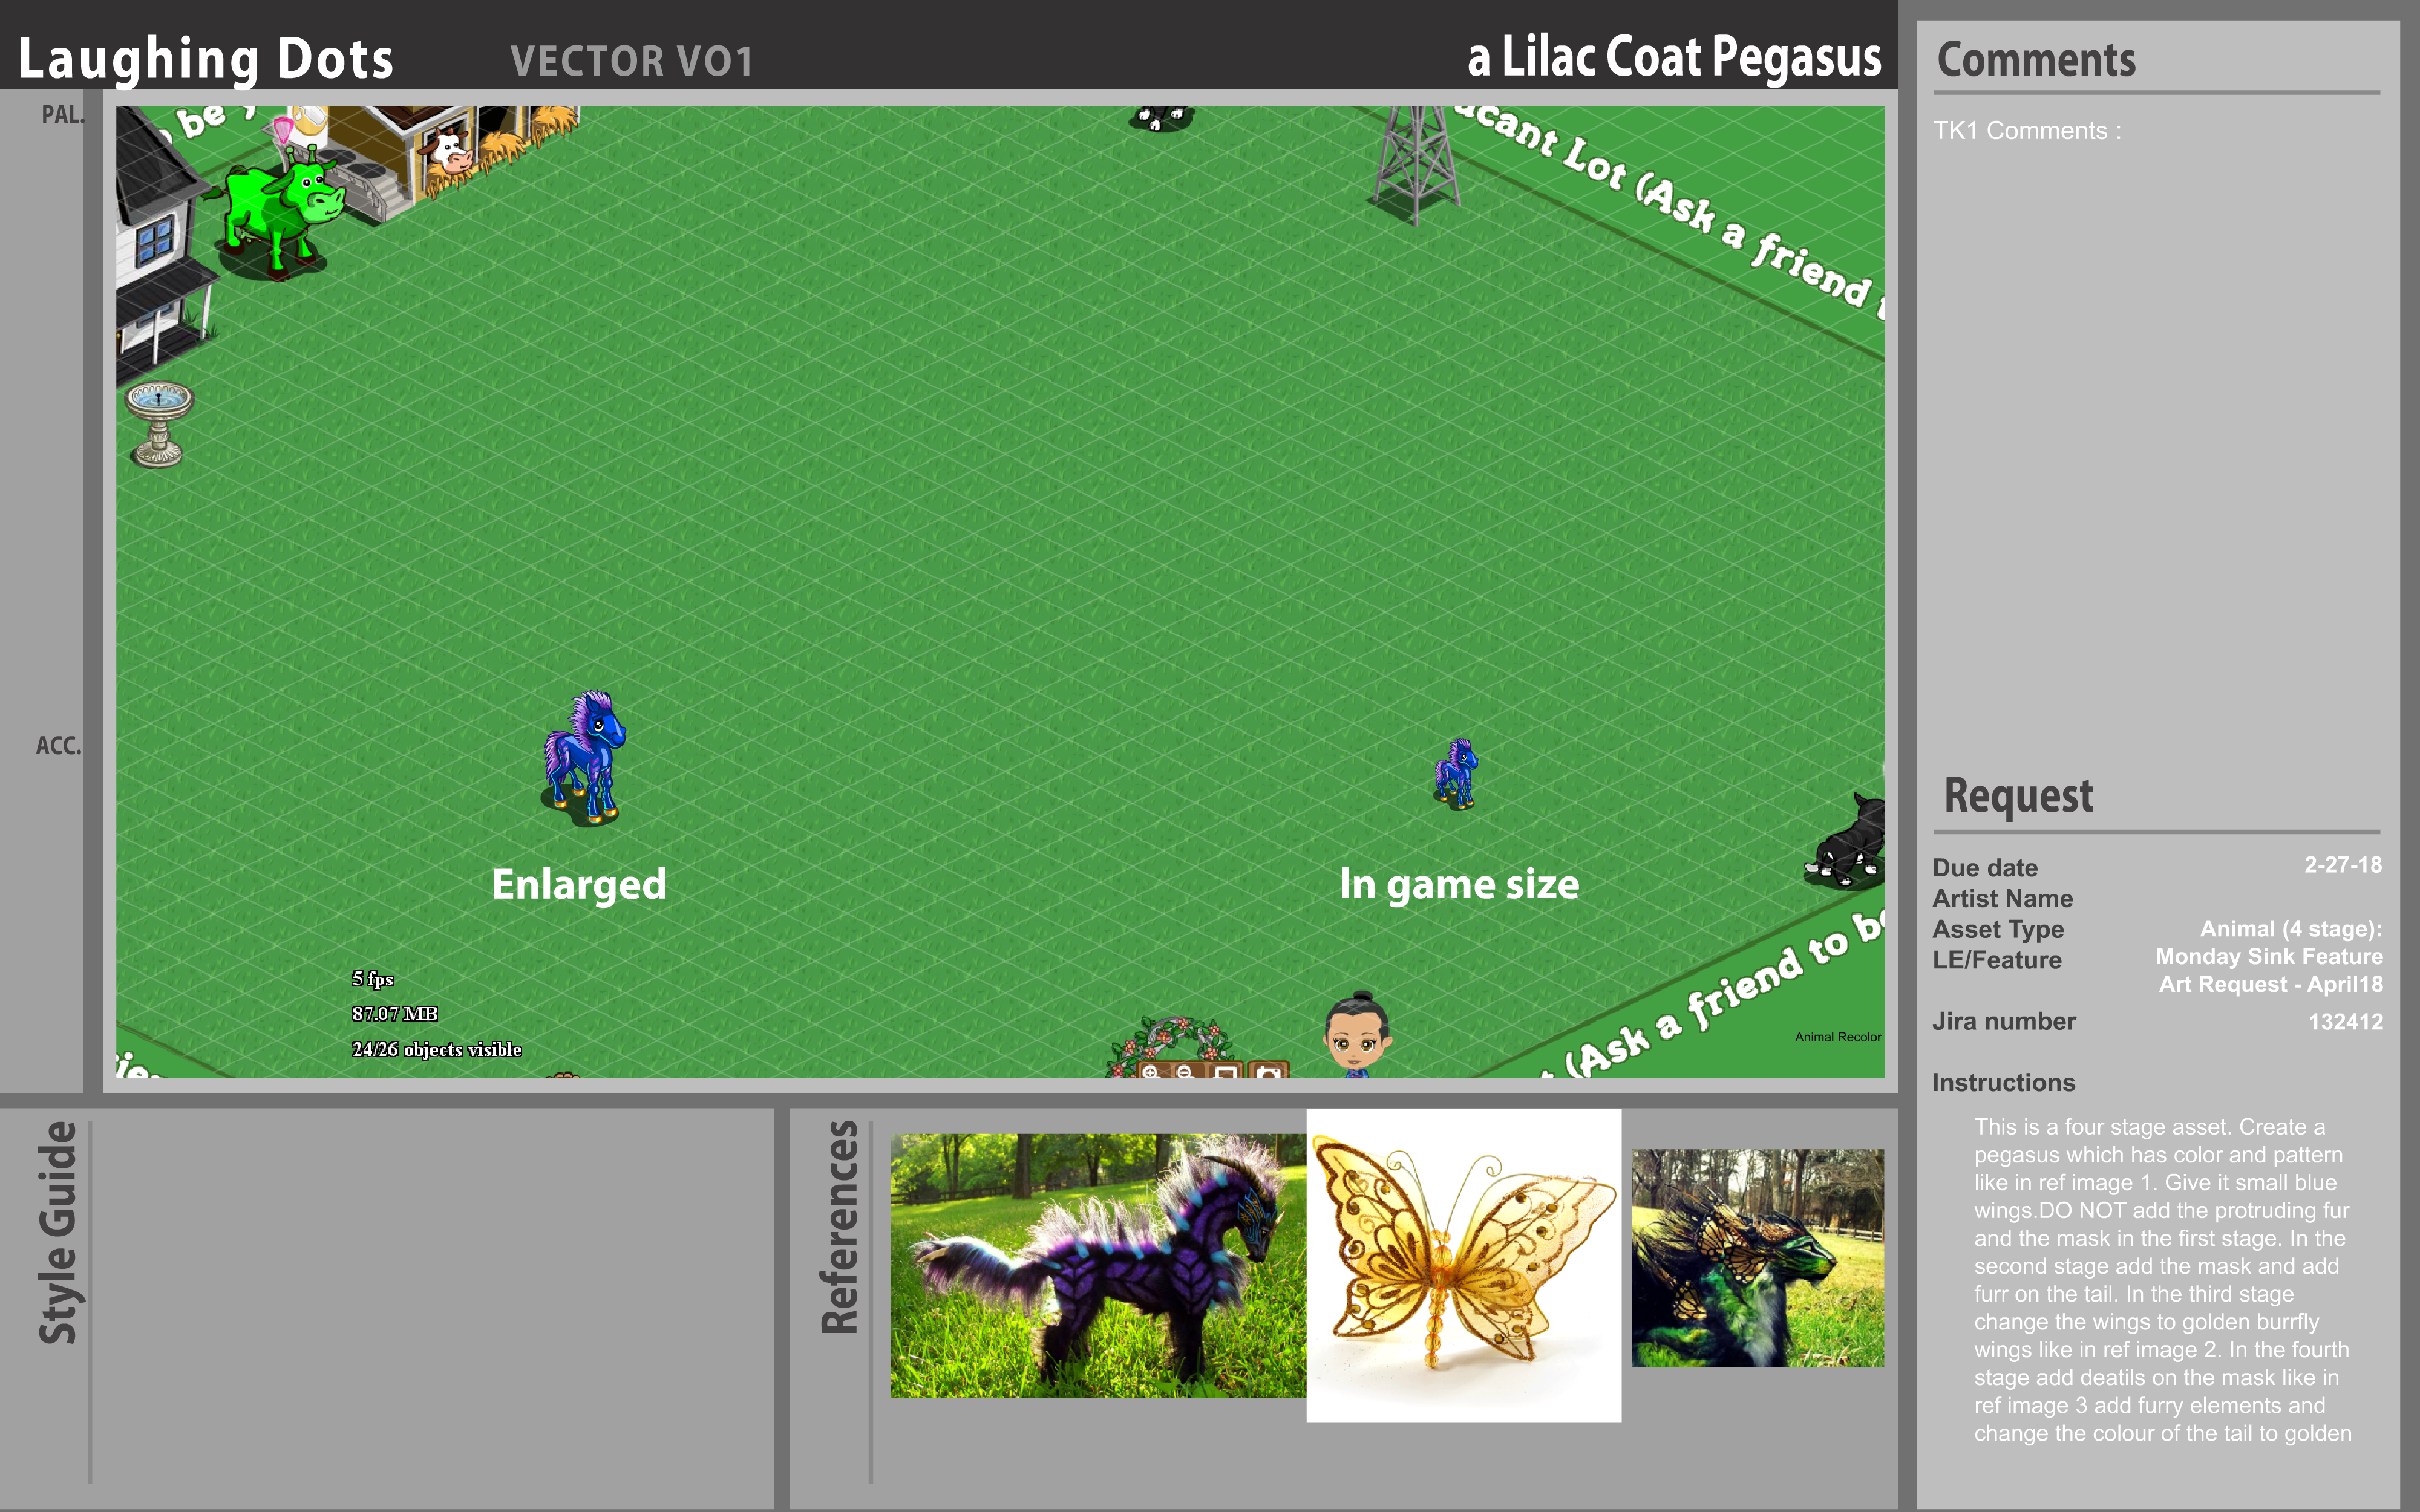 Laughing Dots
VECTOR VO1
a Lilac Coat Pegasus
PAL.
ACC.
be
cant Lot (Ask a friend t
Enlarged
In game size
5 fps
87.07 MB
24/26 objects visible
(Ask a friend to be
Animal Recolor
Style Guide
References
Comments
TK1 Comments :
Request
Due date 2-27-18
Artist Name
Asset Type Animal (4 stage):
LE/Feature Monday Sink Feature
Art Request - April18
Jira number 132412
Instructions
This is a four stage asset. Create a
pegasus which has color and pattern
like in ref image 1. Give it small blue
wings.DO NOT add the protruding fur
and the mask in the first stage. In the
second stage add the mask and add
furr on the tail. In the third stage
change the wings to golden burrfly
wings like in ref image 2. In the fourth
stage add deatils on the mask like in
ref image 3 add furry elements and
change the colour of the tail to golden